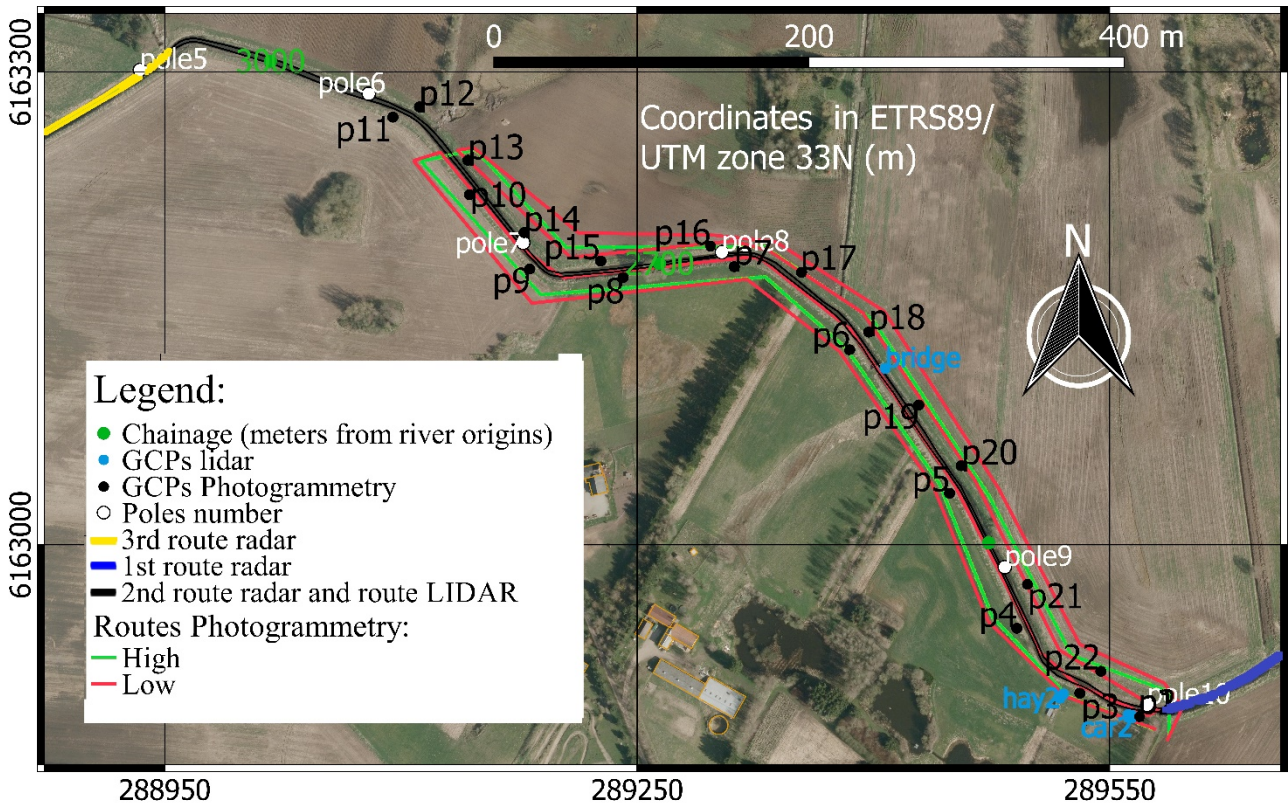 0 200 400 m
6163300
pole5
3000
pole6
p12
p11
Coordinates in ETRS89/
UTM zone 33N (m)
p13
p10
p14
pole7
p15
p16
pole8
2700
p7
p17
p9
p8
N
p18
p6
bridge
Legend:
Chainage (meters from river origins)
GCPs lidar
GCPs Photogrammetry
Poles number
3rd route radar
1st route radar
2nd route radar and route LIDAR
Routes Photogrammetry:
High
Low
p19
p20
p5
6163000
pole9
p21
p4
p22
hay2
p3
pole10
car2
288950 289250 289550